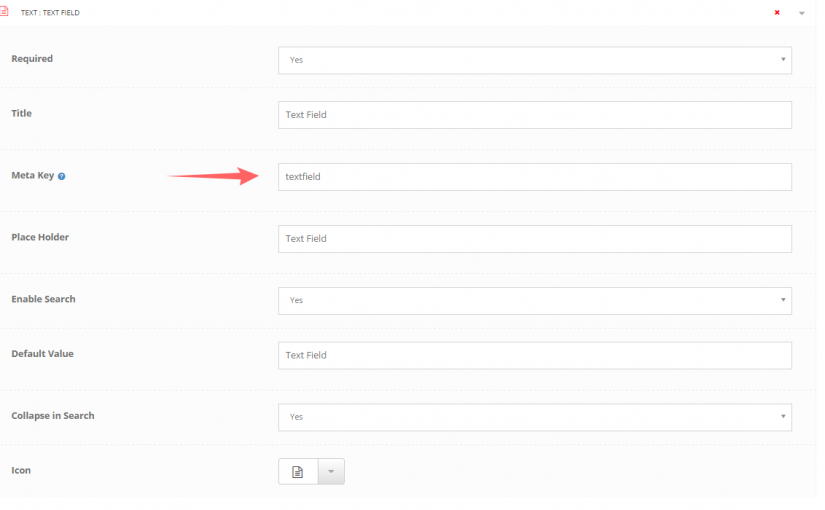 TEXT : TEXT FIELD
Required
Yes
Title
Text Field
Meta Key ?
textfield
Place Holder
Text Field
Enable Search
Yes
Default Value
Text Field
Collapse in Search
Yes
Icon